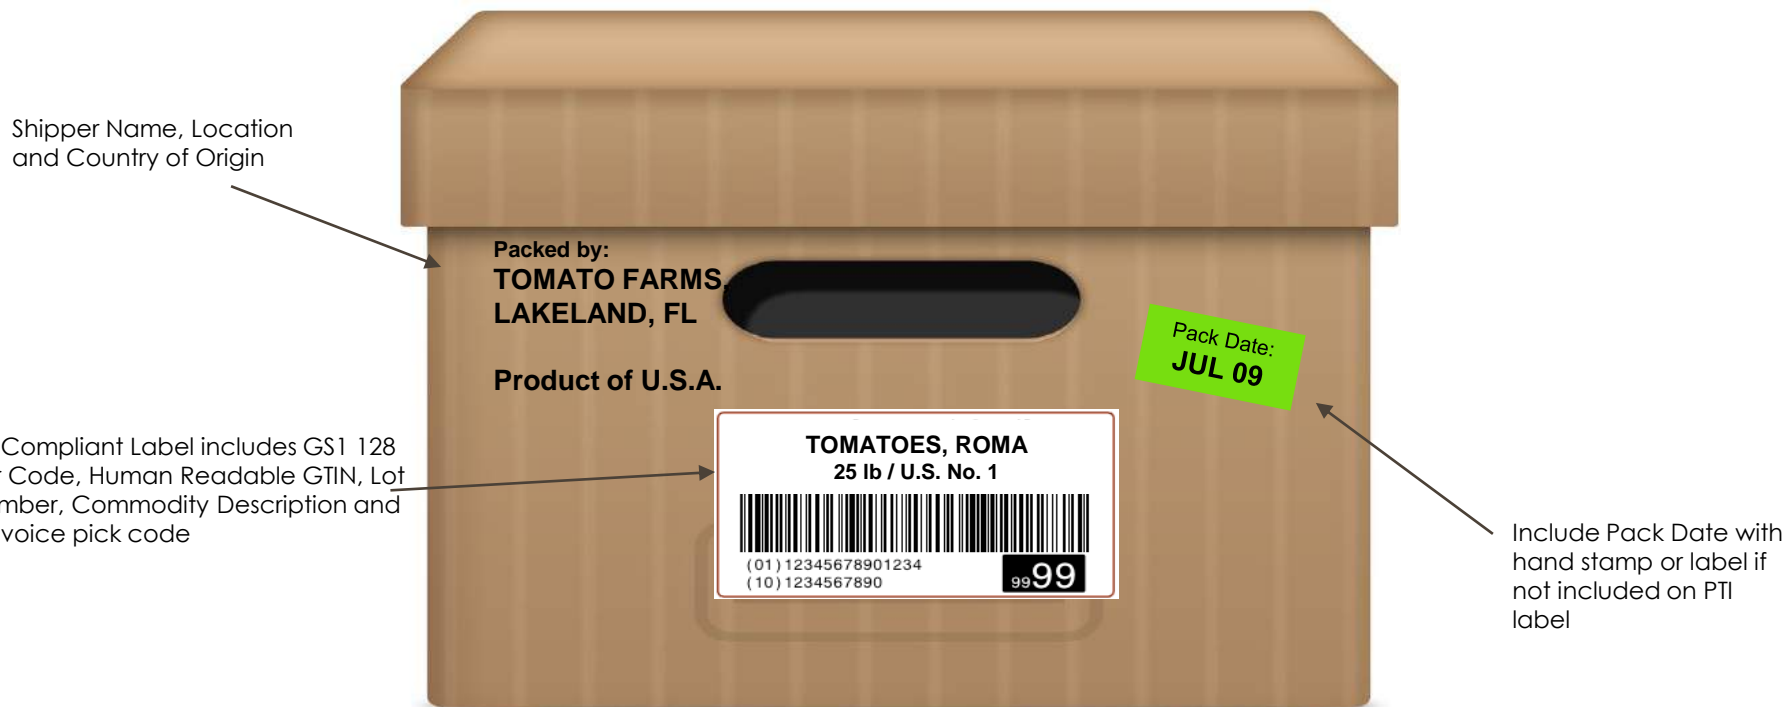 Shipper Name, Location
and Country of Origin
Packed by:
TOMATO FARMS,
LAKELAND, FL
Product of U.S.A.
Pack Date:
JUL 09
Compliant Label includes GS1 128
Code, Human Readable GTIN, Lot
Commodity Description and
voice pick code
TOMATOES, ROMA
25 lb / U.S. No. 1
(01)12345678901234
(10)1234567890
9999
Include Pack Date with
hand stamp or label if
not included on PTI
label